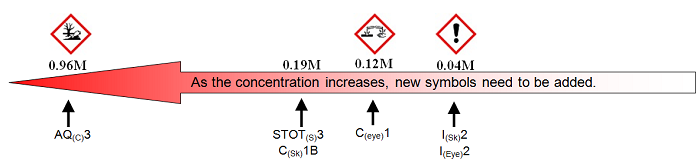 0.96M 0.19M 0.12M 0.04M
As the concentration increases, new symbols need to be added.
AQ(C)3 STOT(S)3 C(eye)1 I(Sk)2
C(Sk)1B I(Eye)2